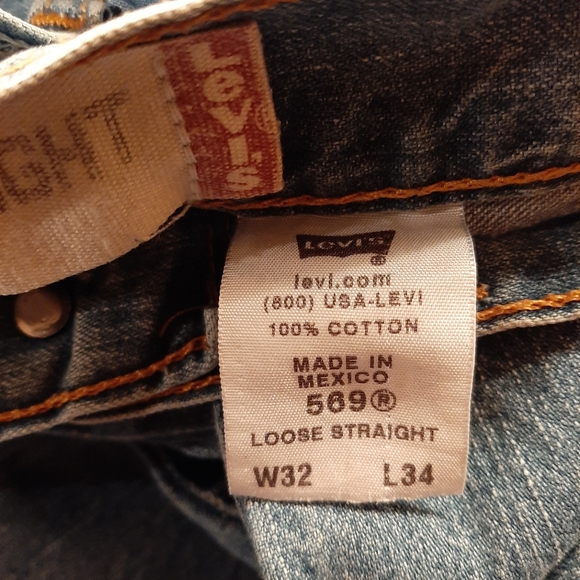 Levi's®
Levi's
®
levi.com
(800) USA-LEVI
100% COTTON
MADE IN
MEXICO
569®
LOOSE STRAIGHT
W32 L34